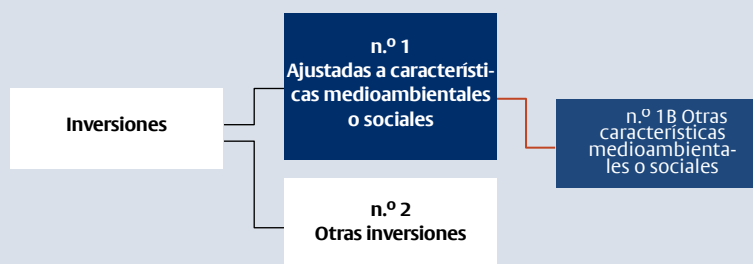 Inversiones
n.º 1
Ajustadas a característi-
cas medioambientales
o sociales
n.º 1B Otras
características
medioambienta-
les o sociales
n.º 2
Otras inversiones